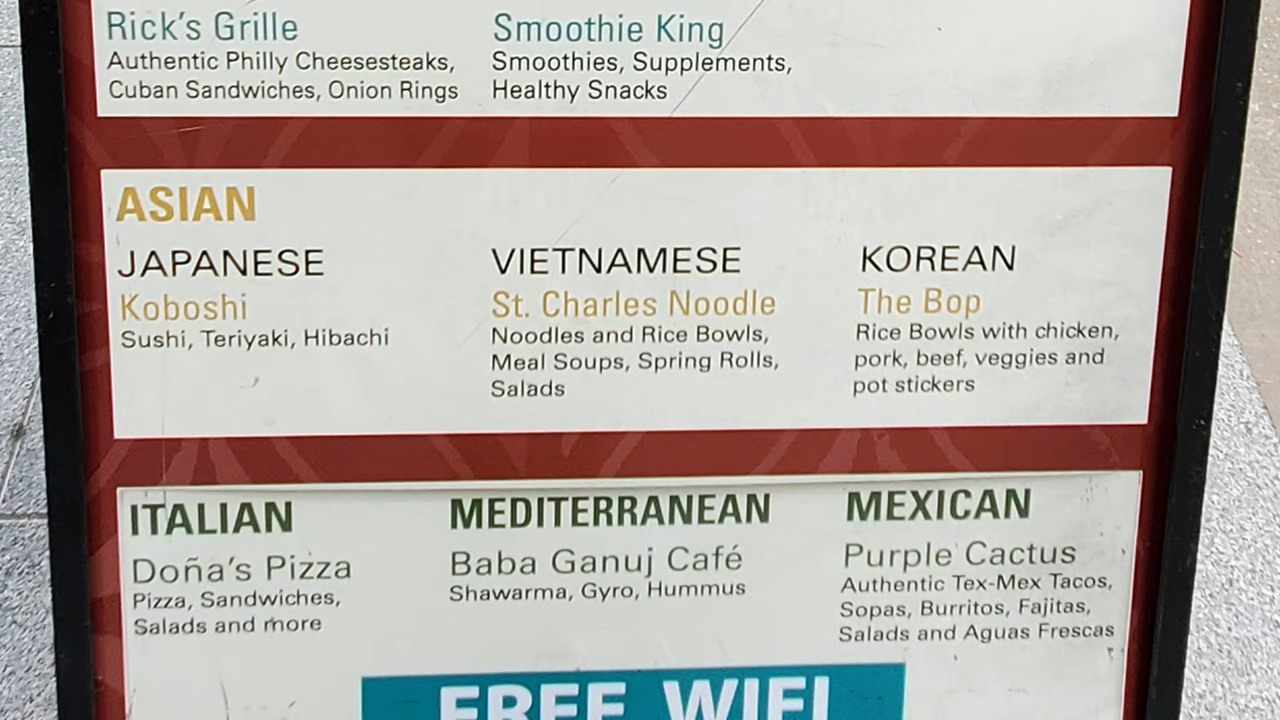 Rick's Grille
Authentic Philly Cheesesteaks,
Cuban Sandwiches, Onion Rings
Smoothie King
Smoothies, Supplements,
Healthy Snacks
ASIAN
JAPANESE
Koboshi
Sushi, Teriyaki, Hibachi
VIETNAMESE
St. Charles Noodle
Noodles and Rice Bowls,
Meal Soups, Spring Rolls,
Salads
KOREAN
The Bop
Rice Bowls with chicken,
pork, beef, veggies and
pot stickers
ITALIAN
Doña's Pizza
Pizza, Sandwiches,
Salads and more
MEDITERRANEAN
Baba Ganuj Café
Shawarma, Gyro, Hummus
MEXICAN
Purple Cactus
Authentic Tex-Mex Tacos,
Sopas, Burritos, Fajitas,
Salads and Aguas Frescas
FREE WIFI